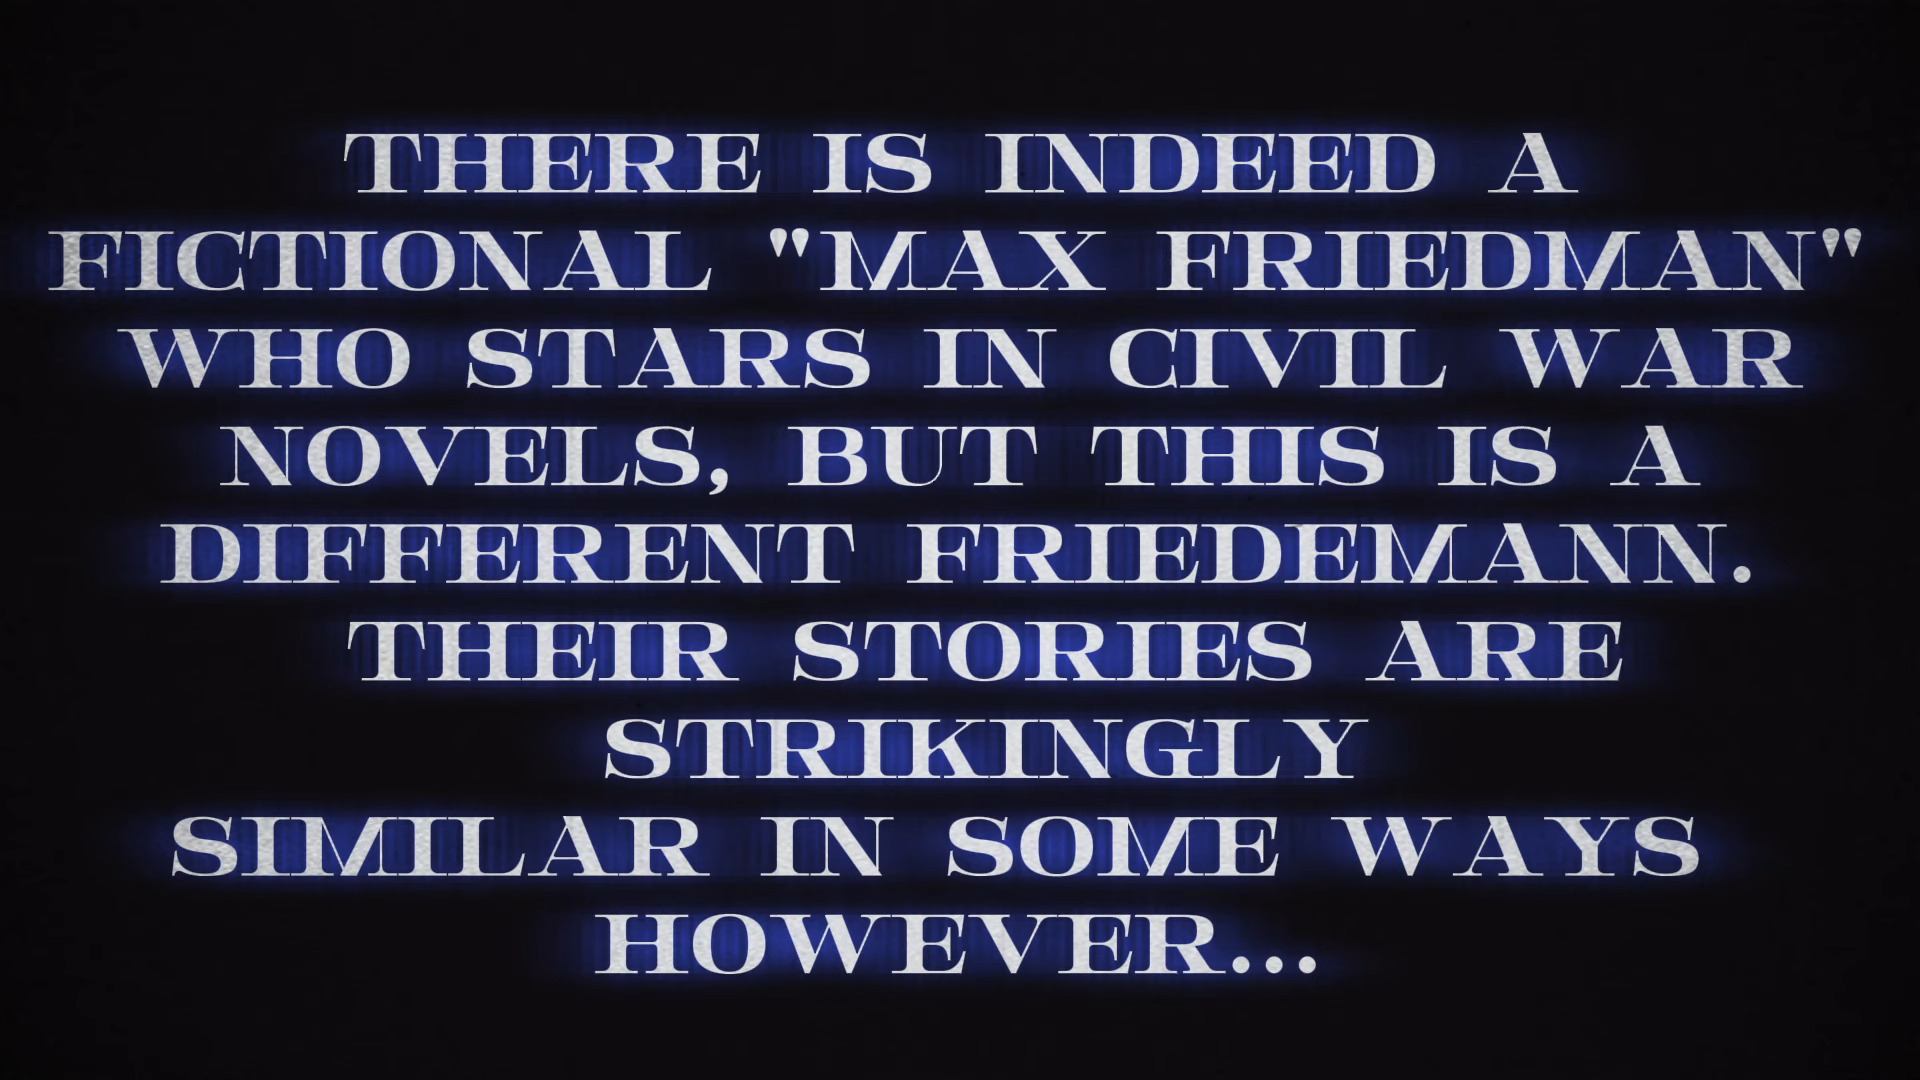 THERE IS INDEED A
FICTIONAL "MAX FRIEDMAN"
WHO STARS IN CIVIL WAR
NOVELS, BUT THIS IS A
DIFFERENT FRIEDEMANN.
THEIR STORIES ARE
STRIKINGLY
SIMILAR IN SOME WAYS
HOWEVER...